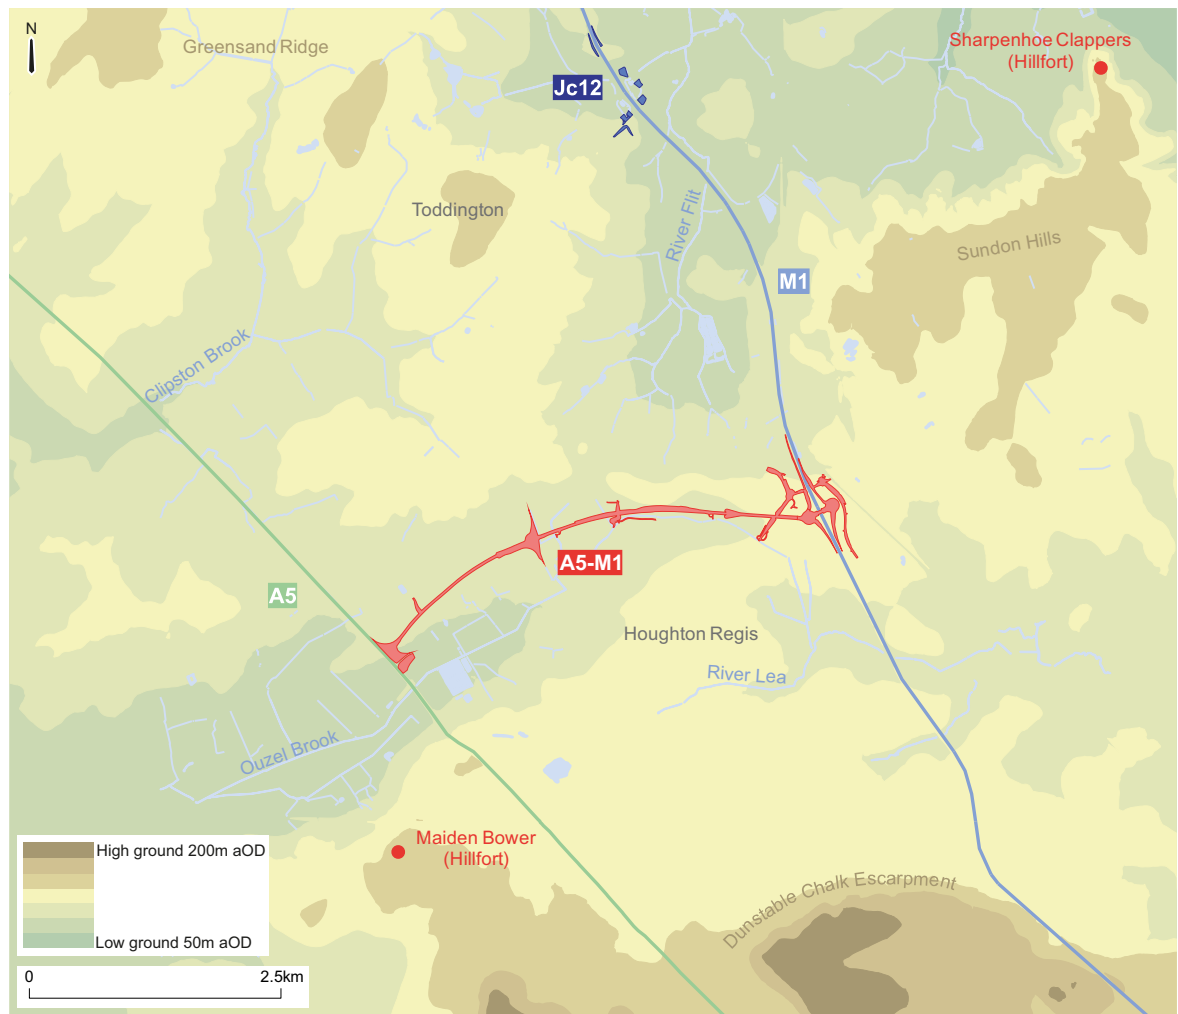 N
Greensand Ridge
Sharpenhoe Clappers
(Hillfort)
Jc12
Toddington
River Flit
Sundon Hills
M1
Clipston Brook
A5-M1
A5
Houghton Regis
River Lea
Ouzel Brook
Maiden Bower
(Hillfort)
High ground 200m aOD
Dunstable Chalk Escarpment
Low ground 50m aOD
0
2.5km